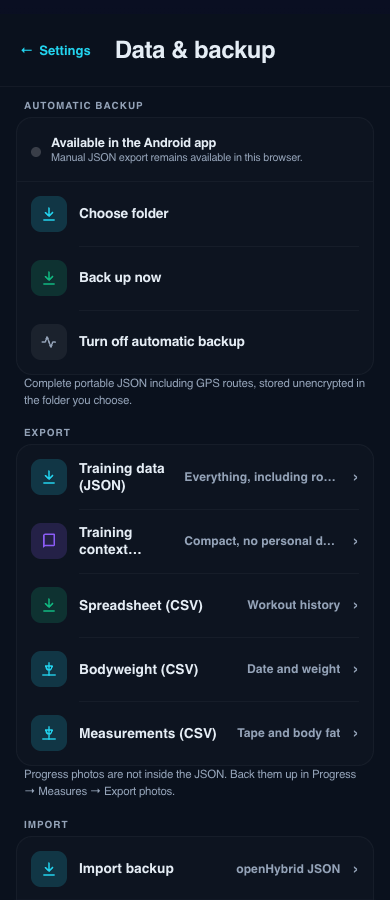 ← Settings
Data & backup
AUTOMATIC BACKUP
Available in the Android app
Manual JSON export remains available in this browser.
Choose folder
Back up now
Turn off automatic backup
Complete portable JSON including GPS routes, stored unencrypted in
the folder you choose.
EXPORT
Training data
(JSON)
Everything, including ro...
Training
context...
Compact, no personal d...
Spreadsheet (CSV)
Workout history
Bodyweight (CSV)
Date and weight
Measurements (CSV)
Tape and body fat
Progress photos are not inside the JSON. Back them up in Progress
→ Measures → Export photos.
IMPORT
Import backup
openHybrid JSON